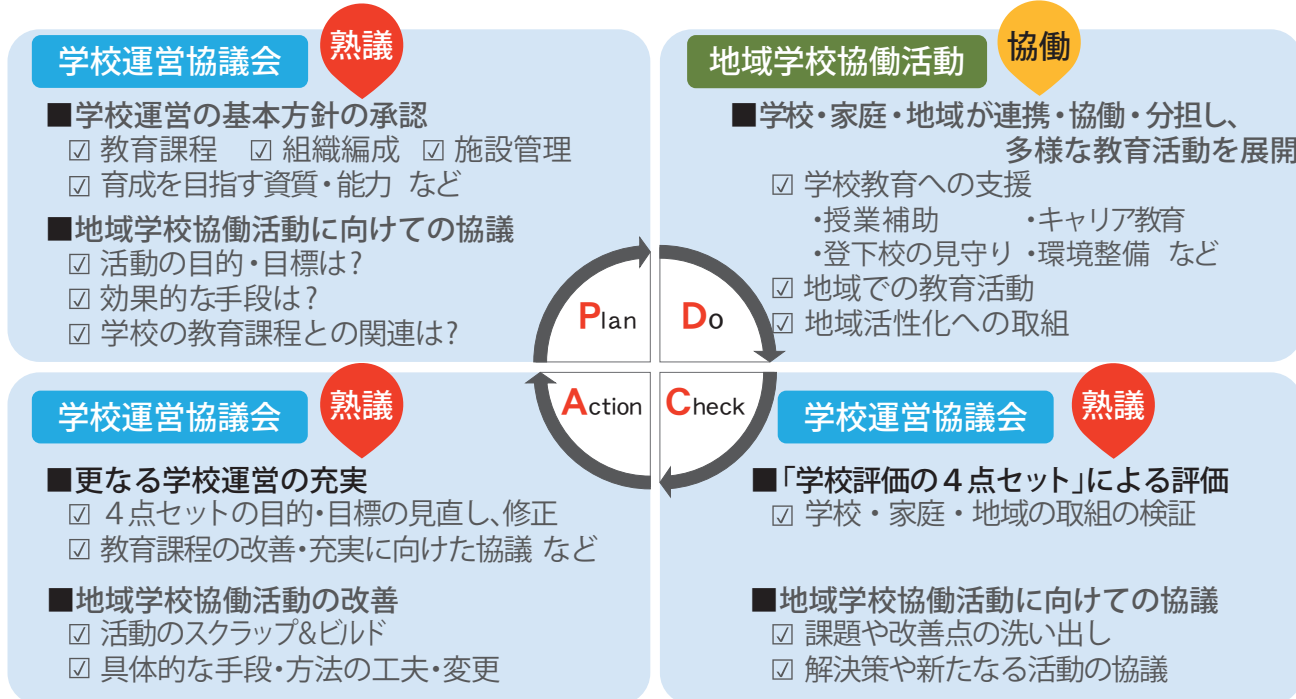 学校運営協議会
熟議
■学校運営の基本方針の承認
☑ 教育課程 ☑ 組織編成 ☑ 施設管理
☑ 育成を目指す資質・能力 など
■地域学校協働活動に向けての協議
☑ 活動の目的・目標は?
☑ 効果的な手段は?
☑ 学校の教育課程との関連は?
Plan
地域学校協働活動
協働
■学校・家庭・地域が連携・協働・分担し、
多様な教育活動を展開
☑ 学校教育への支援
・授業補助 ・キャリア教育
・登下校の見守り ・環境整備 など
☑ 地域での教育活動
☑ 地域活性化への取組
Do
学校運営協議会
熟議
■更なる学校運営の充実
☑ 4点セットの目的・目標の見直し、修正
☑ 教育課程の改善・充実に向けた協議 など
■地域学校協働活動の改善
☑ 活動のスクラップ&ビルド
☑ 具体的な手段・方法の工夫・変更
Action
学校運営協議会
熟議
■「学校評価の4点セット」による評価
☑ 学校・家庭・地域の取組の検証
■地域学校協働活動に向けての協議
☑ 課題や改善点の洗い出し
☑ 解決策や新たなる活動の協議
Check